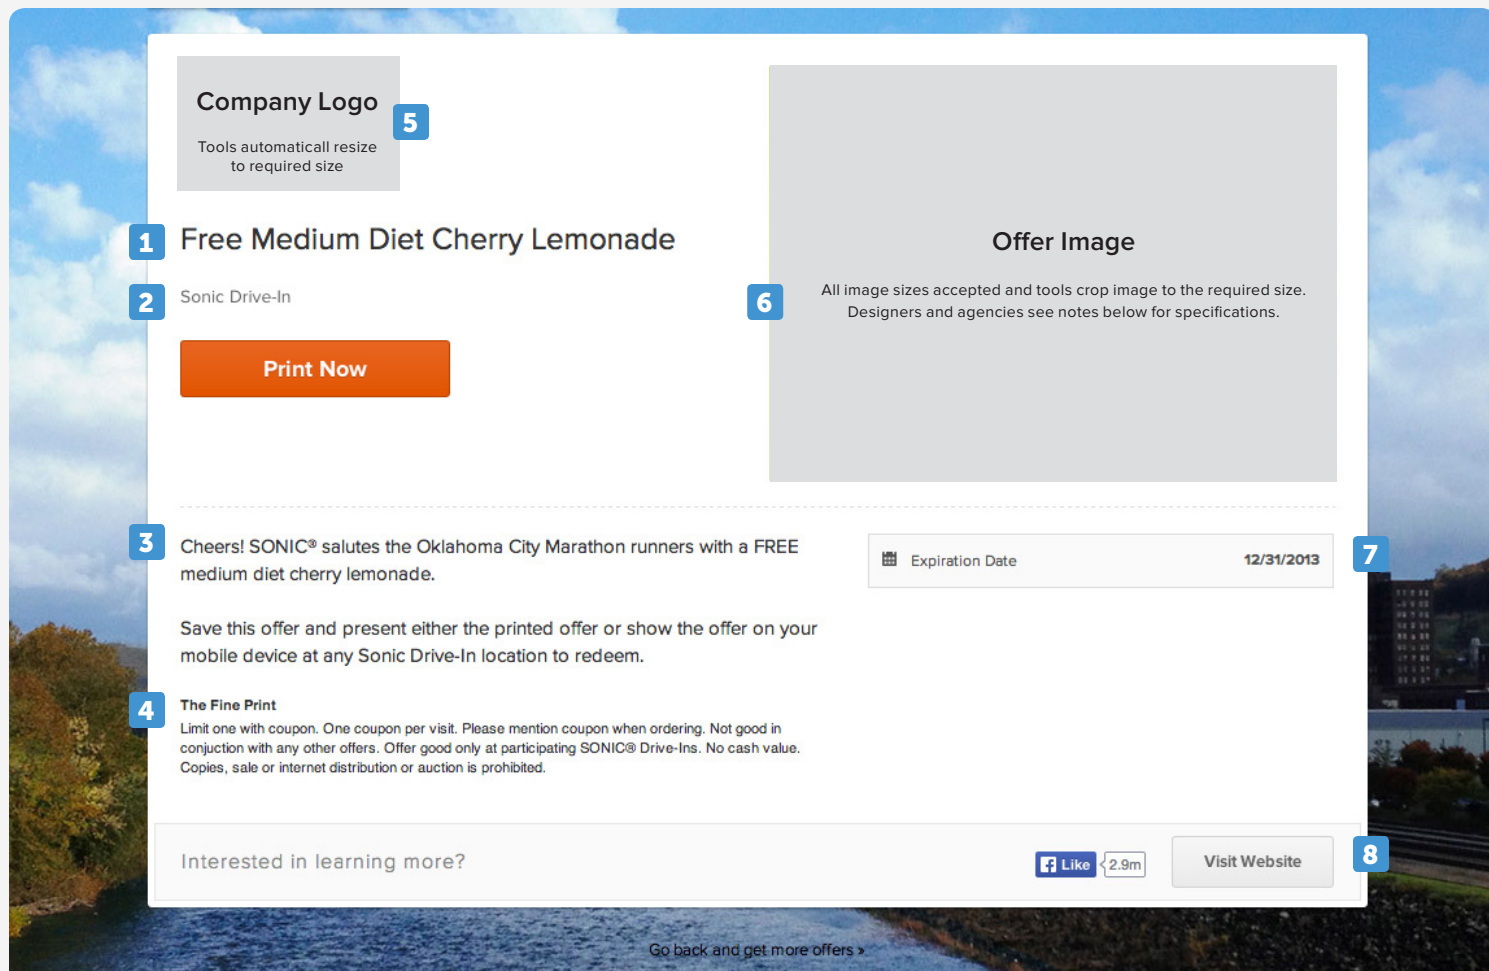 Company Logo
Tools automaticall resize
to required size
5
1
Free Medium Diet Cherry Lemonade
2
Sonic Drive-In
Print Now
Offer Image
6
All image sizes accepted and tools crop image to the required size.
Designers and agencies see notes below for specifications.
3
Cheers! SONIC® salutes the Oklahoma City Marathon runners with a FREE
medium diet cherry lemonade.
Save this offer and present either the printed offer or show the offer on your
mobile device at any Sonic Drive-In location to redeem.
Expiration Date
12/31/2013
7
4
The Fine Print
Limit one with coupon. One coupon per visit. Please mention coupon when ordering. Not good in
conjuction with any other offers. Offer good only at participating SONIC® Drive-Ins. No cash value.
Copies, sale or internet distribution or auction is prohibited.
Interested in learning more?
f Like
2.9m
Visit Website
8
Go back and get more offers »